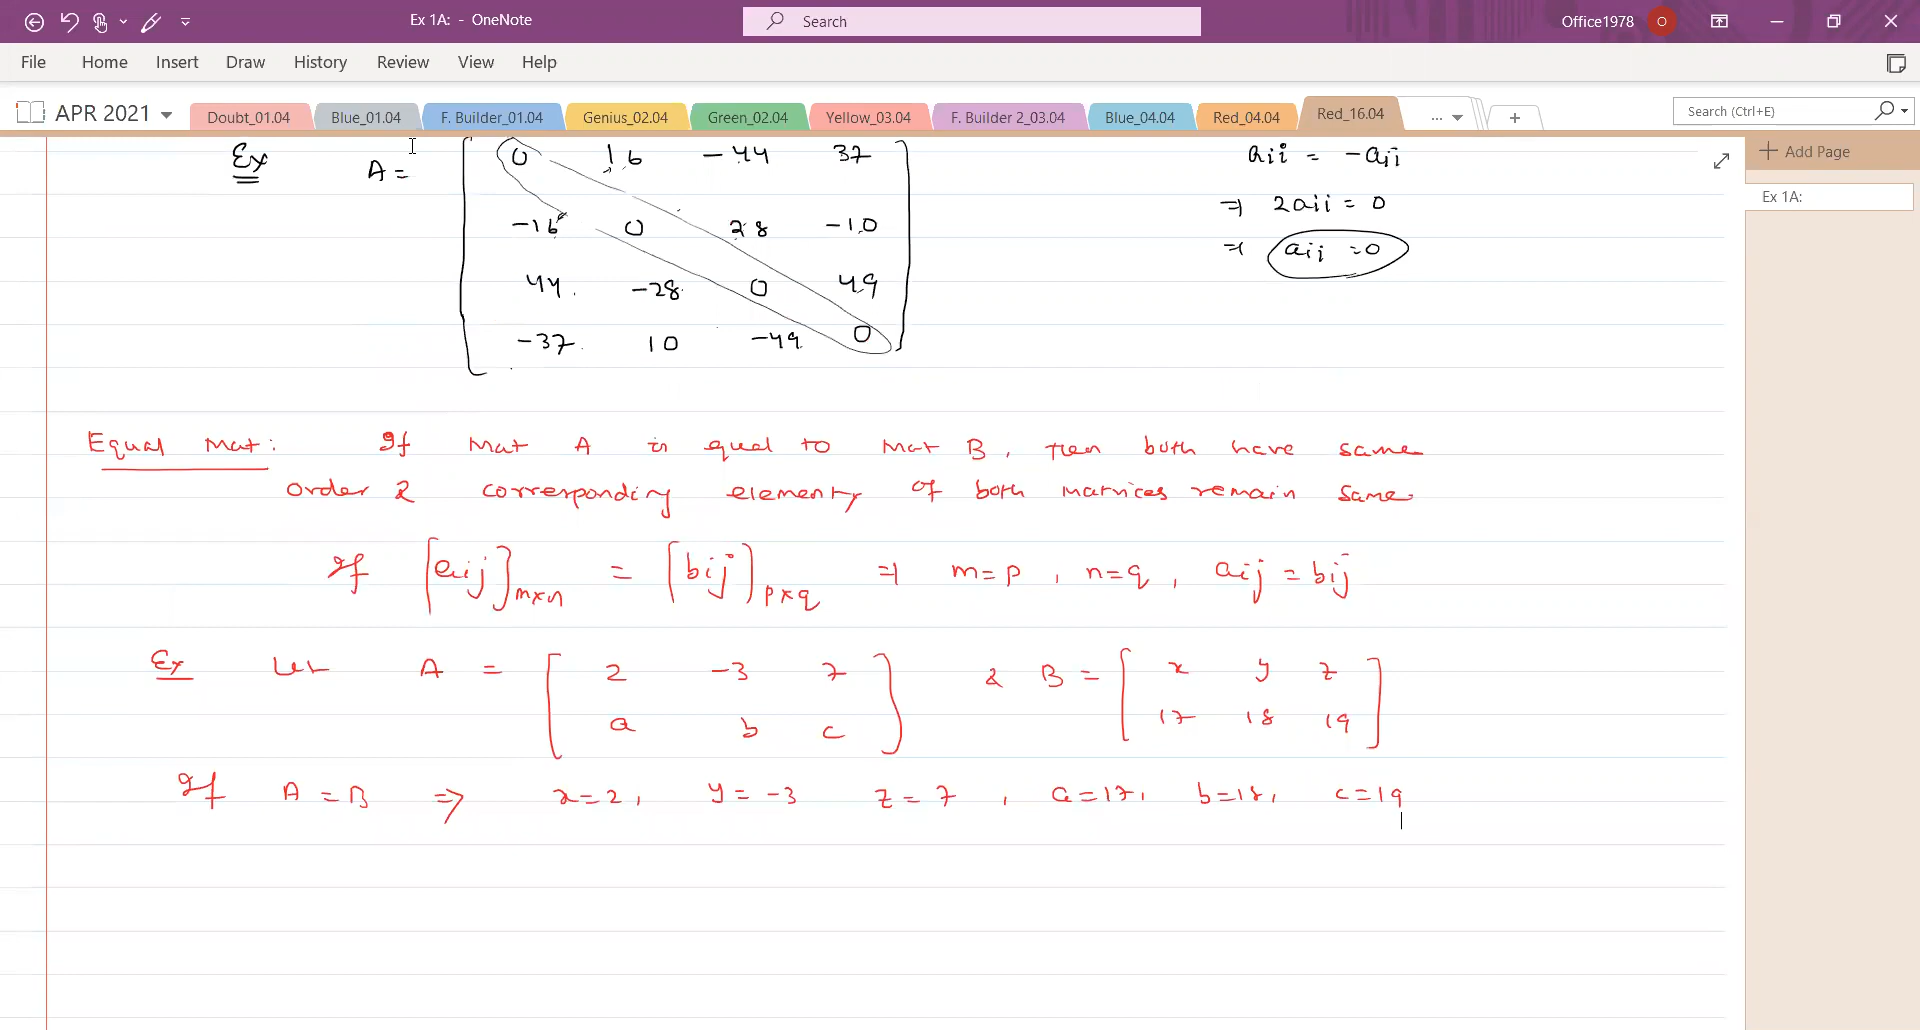 Ex 1A: - OneNote
Search
Office1978
O
File Home Insert Draw History Review View Help
APR 2021
Doubt_01.04 Blue_01.04 F. Builder_01.04 Genius_02.04 Green_02.04 Yellow_03.04 F. Builder 2_03.04 Blue_04.04 Red_04.04 Red_16.04 ... +
Search (Ctrl+E)
+ Add Page
Ex 1A:
Ex A = [ 0 16 -44 37
-16 0 28 -10
44 -28 0 49
-37 10 -49 0 ]
aii = -aii
⇒ 2aii = 0
⇒ aii = 0
Equal Mat: If Mat A is equal to Mat B, then both have same
order & corresponding elements of both matrices remain same.
If [aij]m×n = [bij]p×q ⇒ m=p, n=q, aij = bij
Ex Let A = [ 2 -3 7 & B = [ x y z
a b c ] 17 18 19 ]
If A = B ⇒ x=2, y=-3 z=7, a=17, b=18, c=19